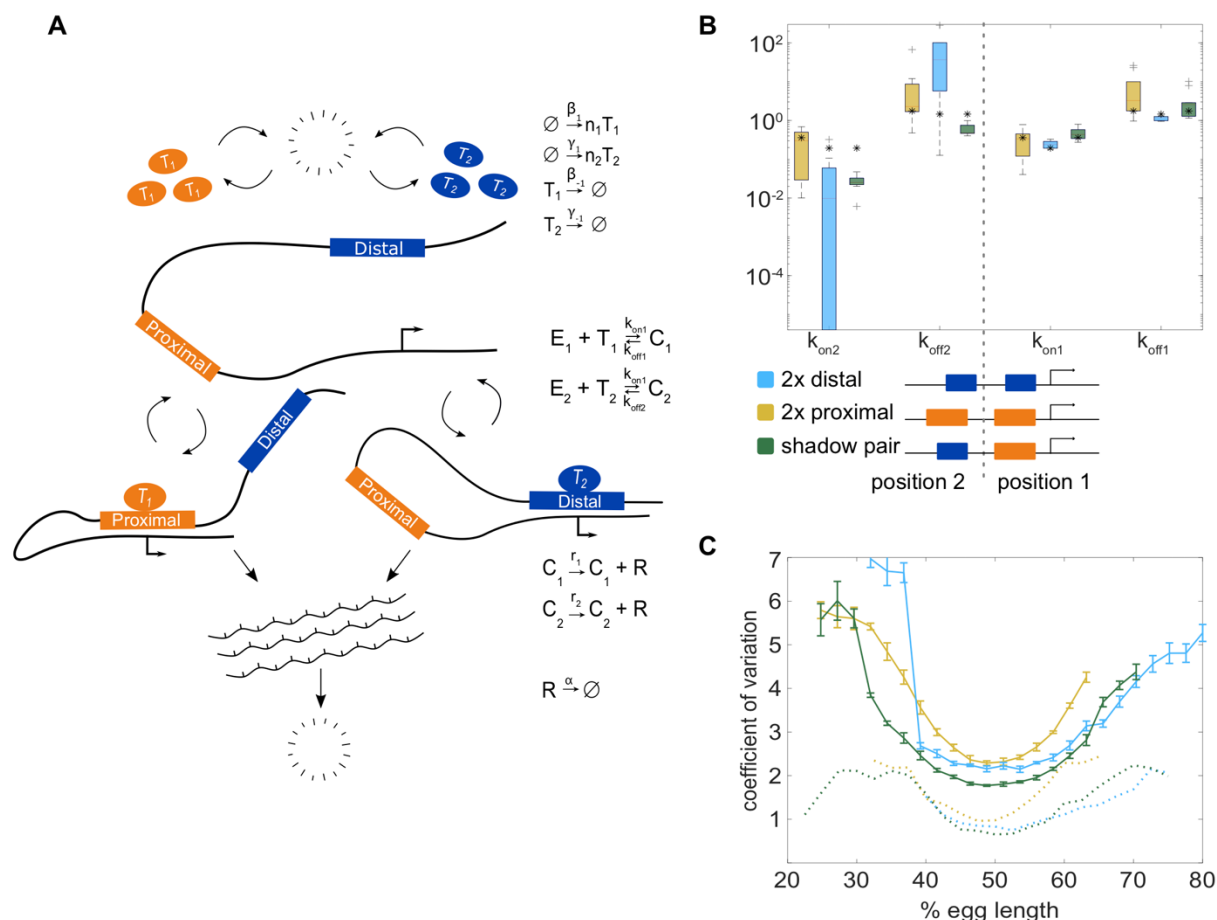 A
T₁
T₁ T₁
T₂
T₂ T₂
∅ →β₁ n₁T₁
∅ →γ₁ n₂T₂
T₁ →β₋₁ ∅
T₂ →γ₋₁ ∅
Distal
Proximal
E₁ + T₁ ⇌ C₁ kon1 koff1
E₂ + T₂ ⇌ C₂ kon1 koff2
Distal
T₁
Proximal
Proximal
T₂
Distal
C₁ →r₁ C₁ + R
C₂ →r₂ C₂ + R
R →α ∅
B
10²
10⁰
10⁻²
10⁻⁴
kon2 koff2 kon1 koff1
2x distal
2x proximal
shadow pair
position 2 position 1
C
coefficient of variation
7
6
5
4
3
2
1
20 30 40 50 60 70 80
% egg length